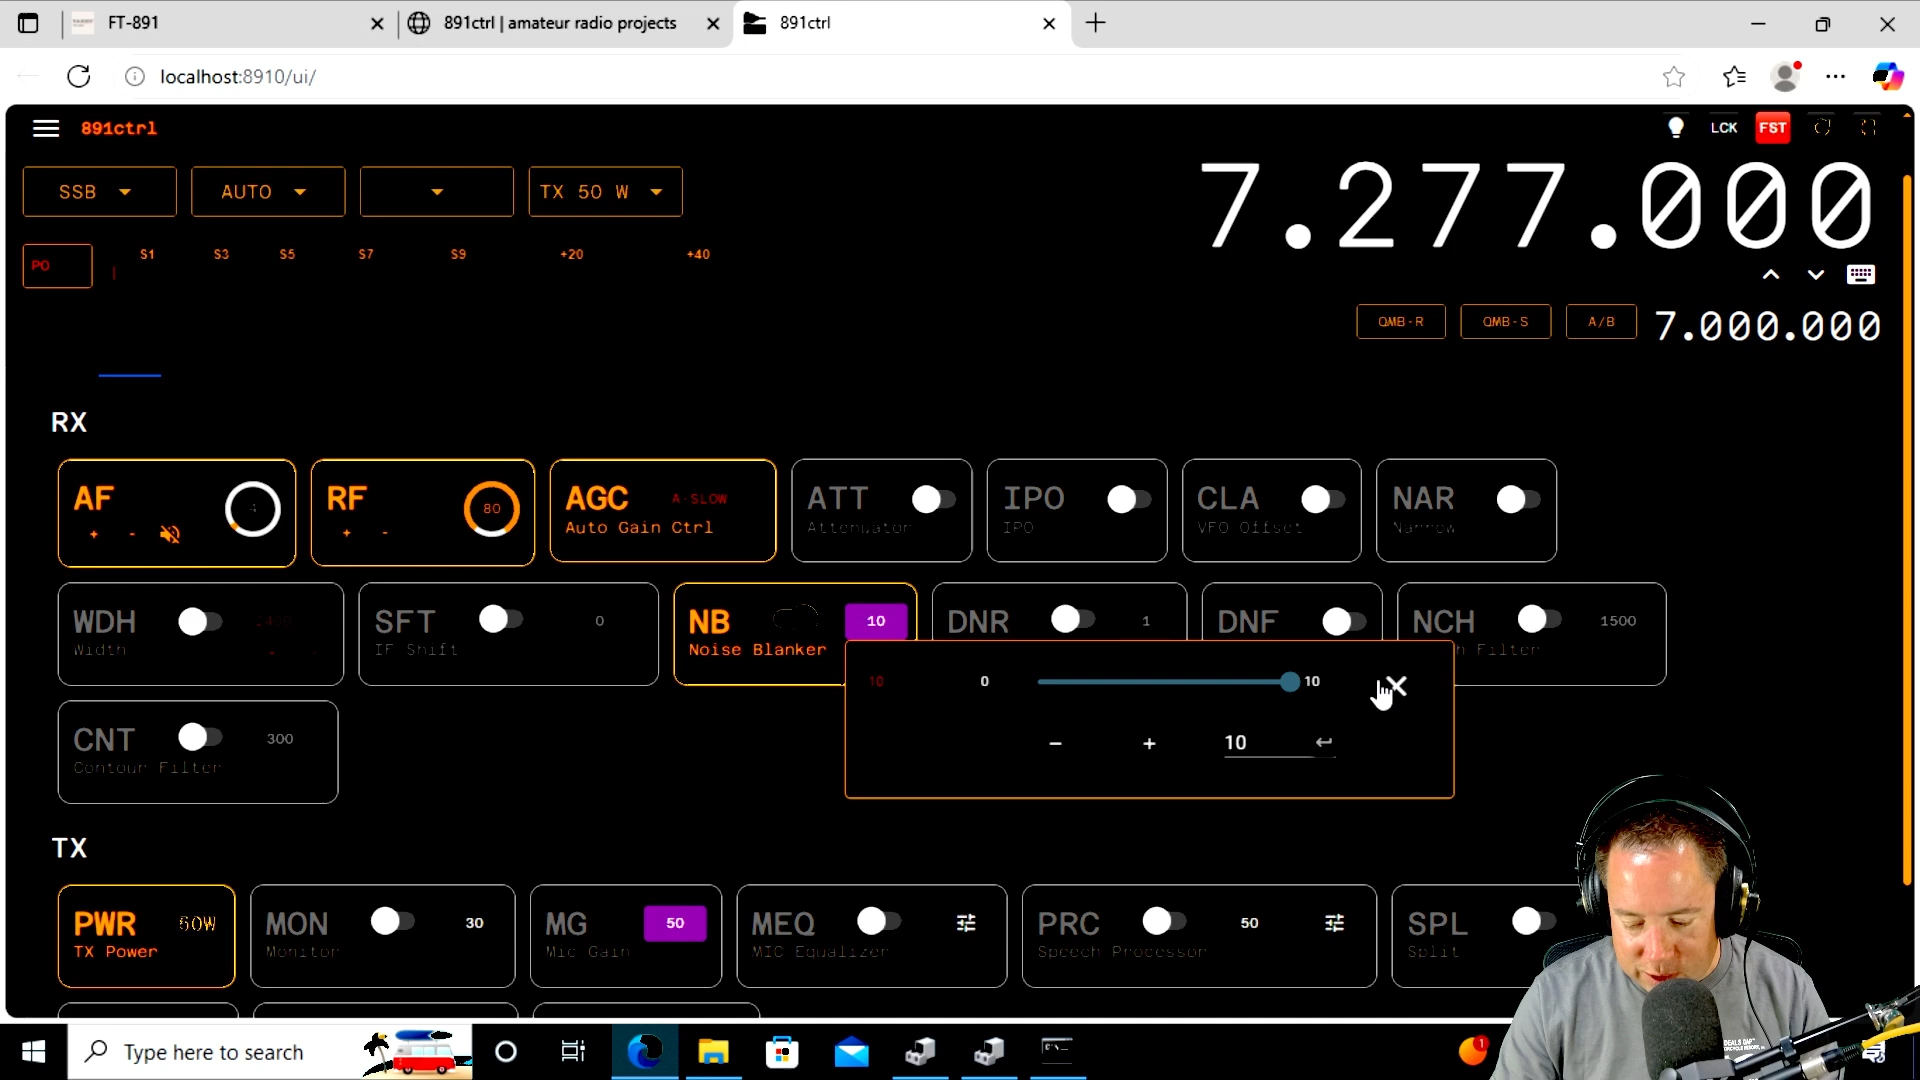 FT-891
891ctrl | amateur radio projects
891ctrl
localhost:8910/ui/
891ctrl
LCK
FST
SSB
AUTO
TX 50 W
7.277.000
PO
S1
S3
S5
S7
S9
+20
+40
QMB-R
QMB-S
A/B
7.000.000
RX
AF
+
-
4
RF
+
-
80
AGC
A-SLOW
Auto Gain Ctrl
ATT
Attenuator
IPO
IPO
CLA
VFO Offset
NAR
Narrow
WDH
2400
Width
SFT
0
IF Shift
NB
10
Noise Blanker
DNR
1
DNF
NCH
1500
h Filter
10
0
10
-
+
10
CNT
300
Contour Filter
TX
PWR
50W
TX Power
MON
30
Monitor
MG
50
Mic Gain
MEQ
MIC Equalizer
PRC
50
Speech Processor
SPL
Split
Type here to search
1